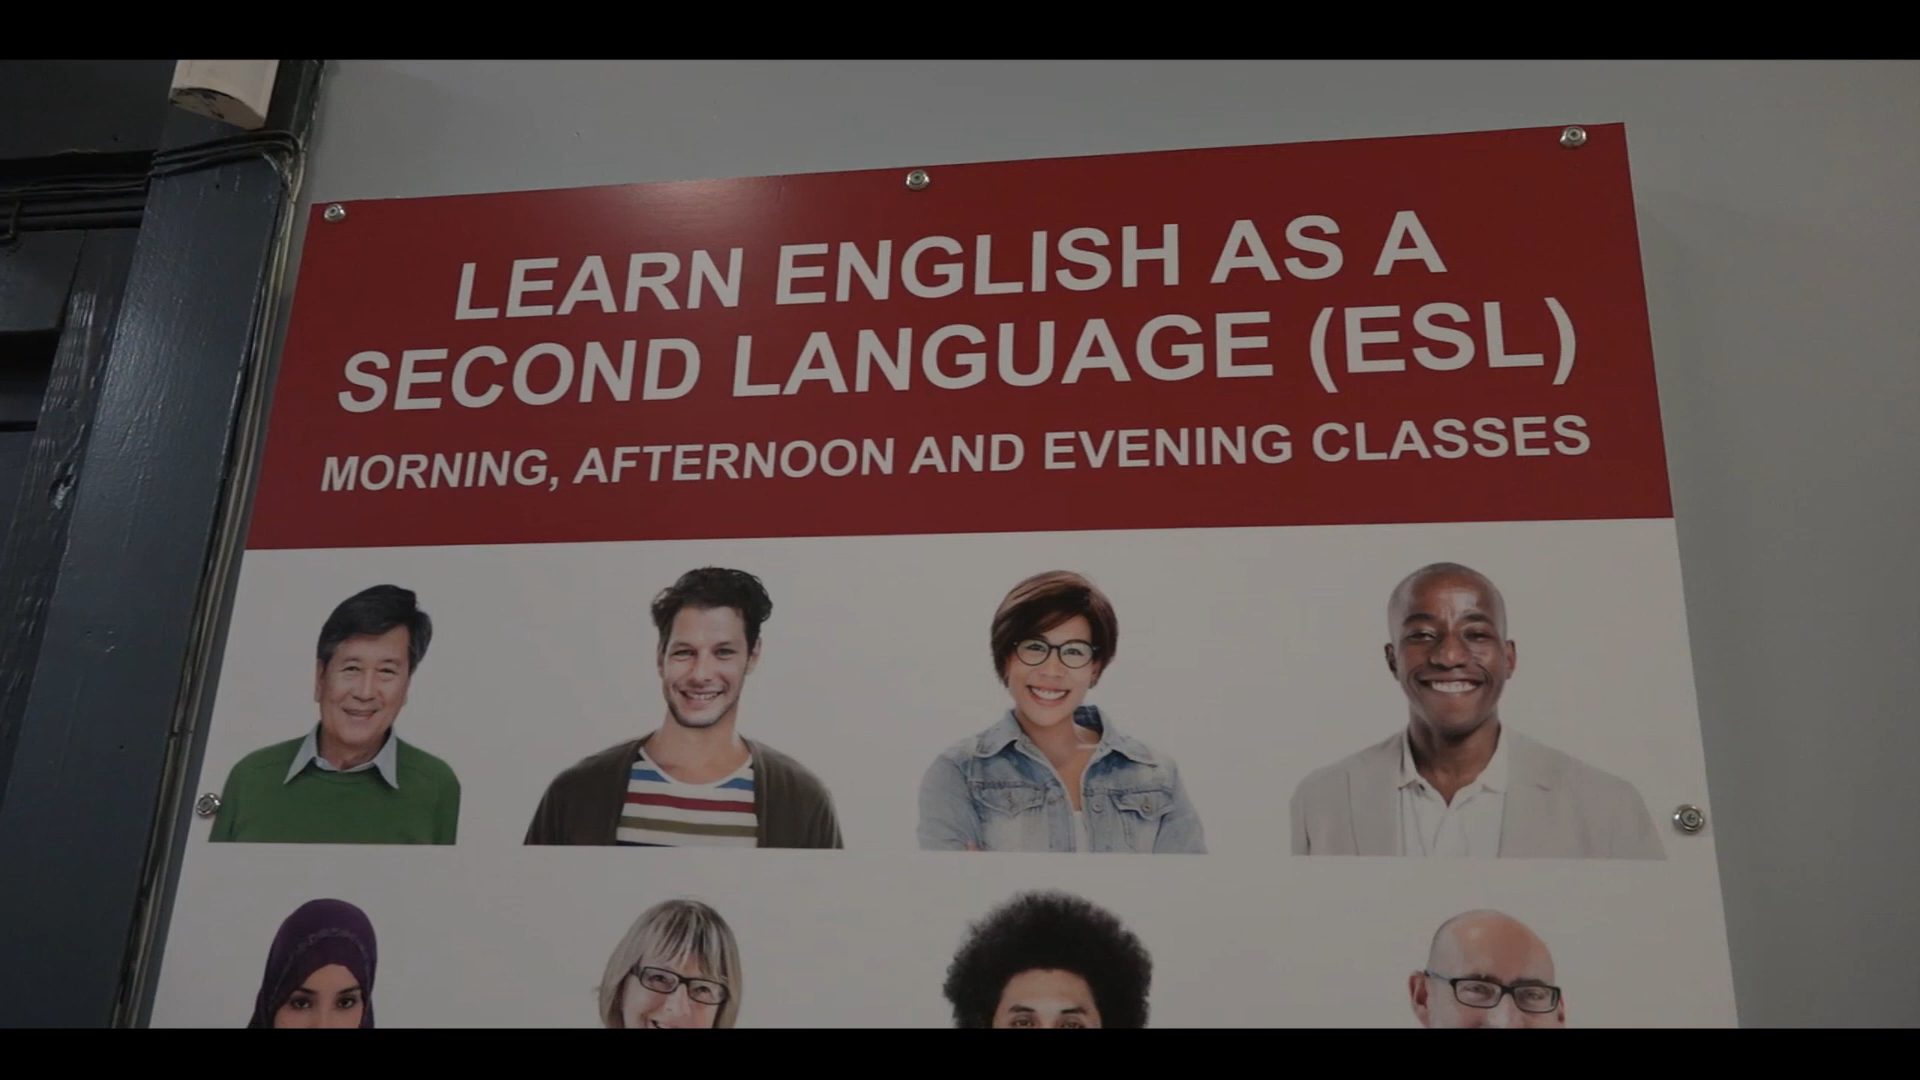 LEARN ENGLISH AS A
SECOND LANGUAGE (ESL)
MORNING, AFTERNOON AND EVENING CLASSES